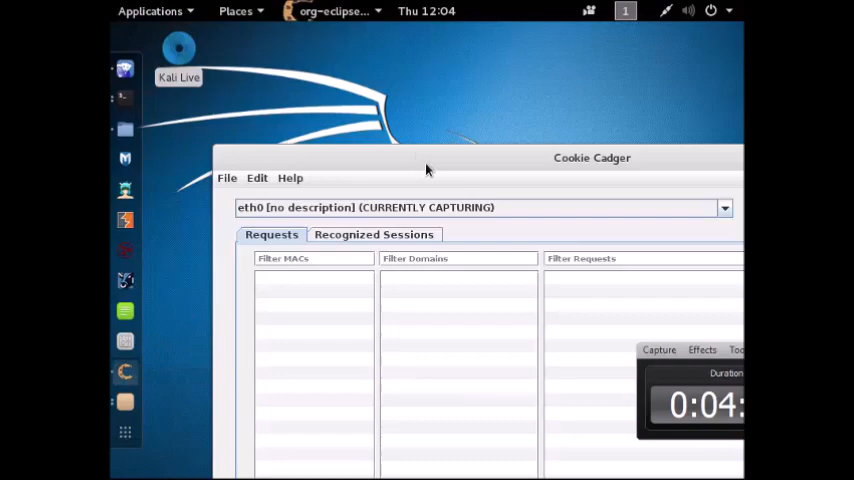 Applications Places org-eclipse... Thu 12:04 1
Kali Live
Cookie Cadger
File Edit Help
eth0 [no description] (CURRENTLY CAPTURING)
Requests Recognized Sessions
Filter MACs Filter Domains Filter Requests
Capture Effects Too
Duration
0:04: